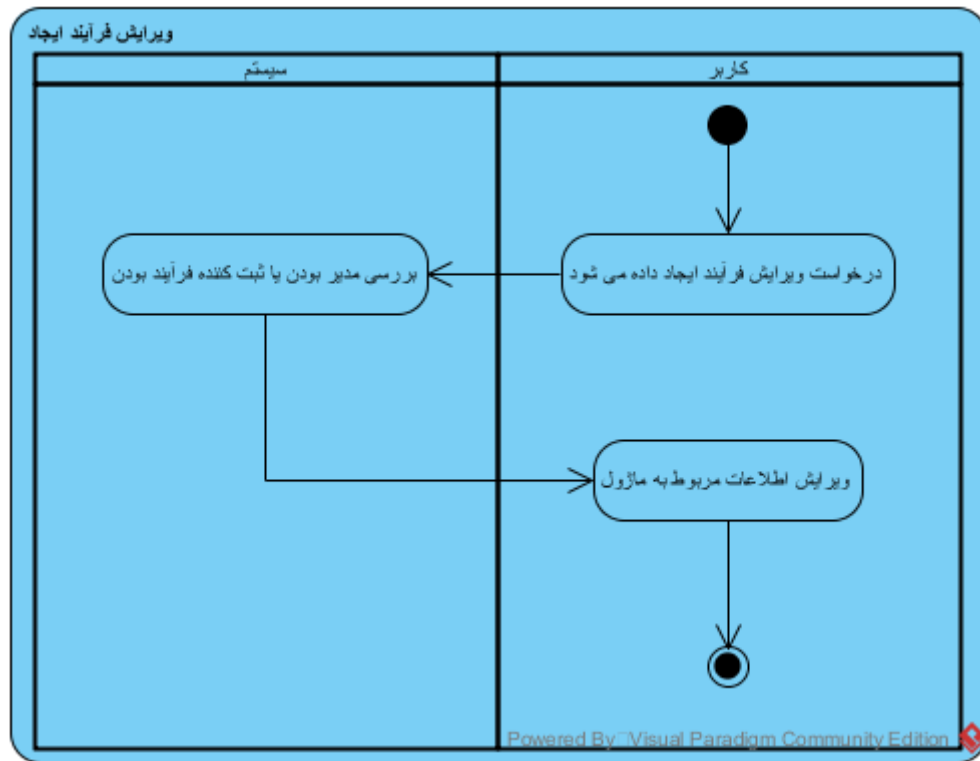 ویرایش فرآیند ایجاد
کاربر
سیستم
درخواست ویرایش فرآیند ایجاد داده می شود
بررسی مدیر بودن یا ثبت کننده فرآیند بودن
ویرایش اطلاعات مربوط به ماژول
Powered By Visual Paradigm Community Edition